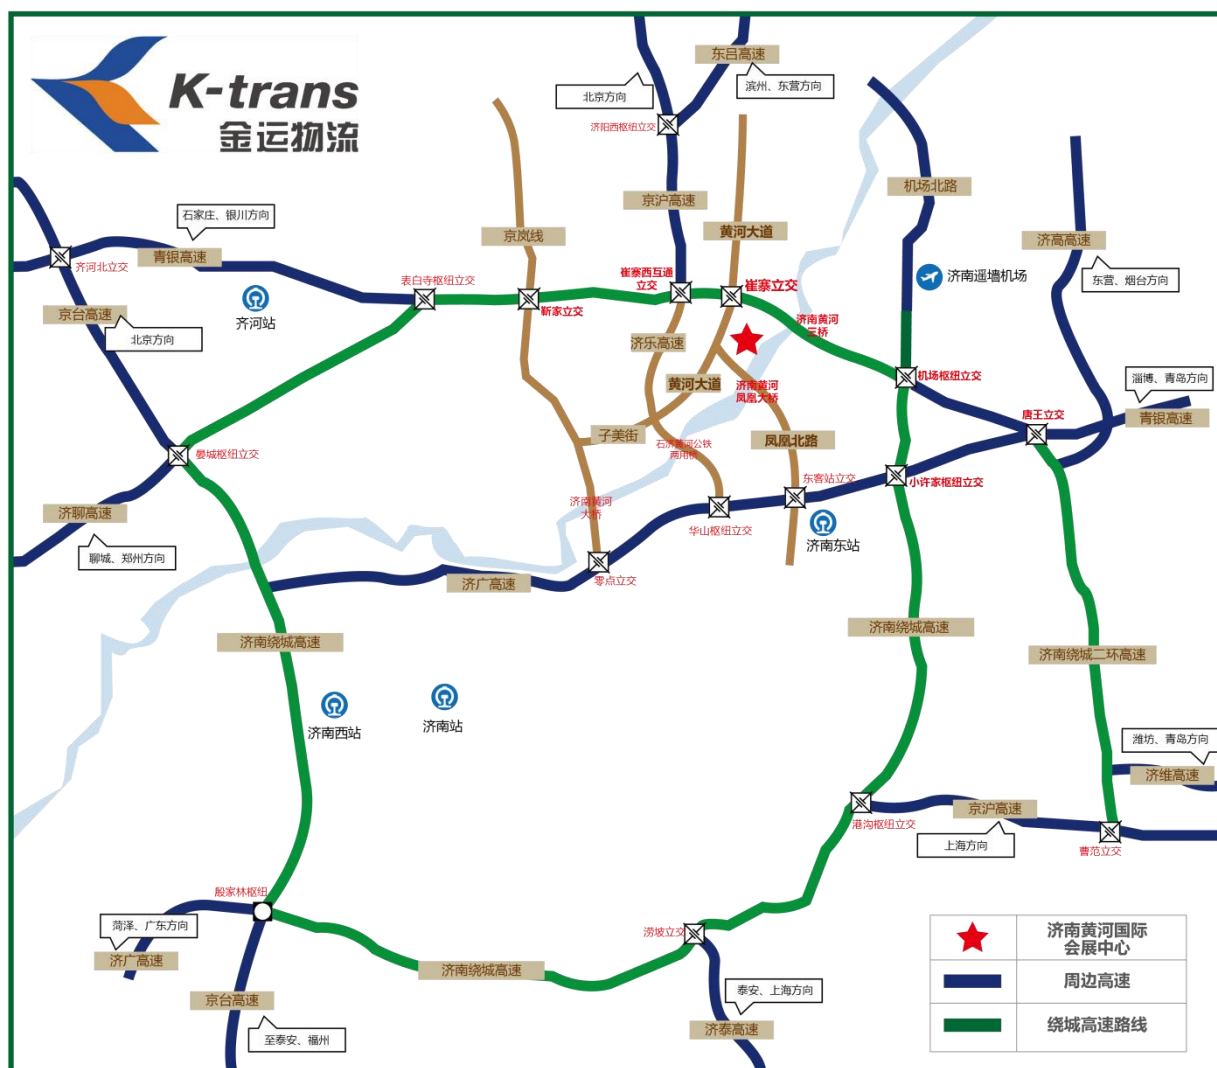 K-trans
金运物流
东吕高速
滨州、东营方向
北京方向
济阳西枢纽立交
机场北路
京沪高速
石家庄、银川方向
京岚线
黄河大道
济高高速
青银高速
齐河北立交
崔寨西互通
立交
崔寨立交
济南遥墙机场
东营、烟台方向
表白寺枢纽立交
齐河站
靳家立交
京台高速
北京方向
济南黄河
三桥
济乐高速
黄河大道
机场枢纽立交
济南黄河
凤凰大桥
淄博、青岛方向
唐王立交
青银高速
子美街
石济黄河公铁
两用桥
凤凰北路
晏城枢纽立交
东客站立交
小许家枢纽立交
济聊高速
济南黄河
大桥
聊城、郑州方向
华山枢纽立交
济南东站
济广高速
零点立交
济南绕城高速
济南绕城高速
济南绕城二环高速
济南西站
济南站
潍坊、青岛方向
济维高速
京沪高速
港沟枢纽立交
上海方向
曹范立交
殷家林枢纽
菏泽、广东方向
济广高速
涝坡立交
济南绕城高速
京台高速
至泰安、福州
泰安、上海方向
济泰高速
济南黄河国际
会展中心
周边高速
绕城高速路线